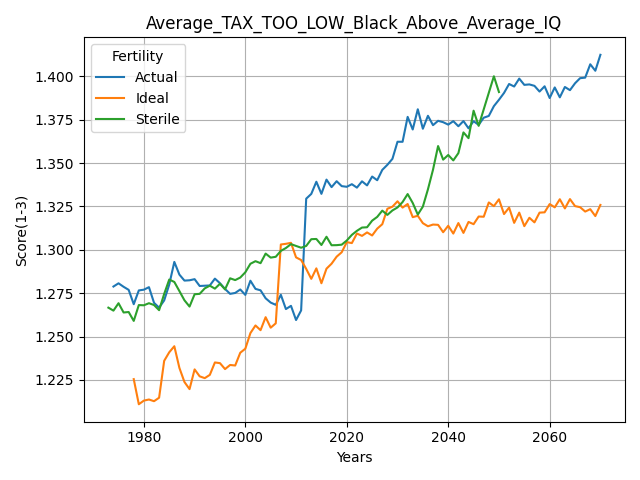 Average_TAX_TOO_LOW_Black_Above_Average_IQ
Fertility
Actual
Ideal
Sterile
Score(1-3)
1.400
1.375
1.350
1.325
1.300
1.275
1.250
1.225
1980
2000
2020
2040
2060
Years